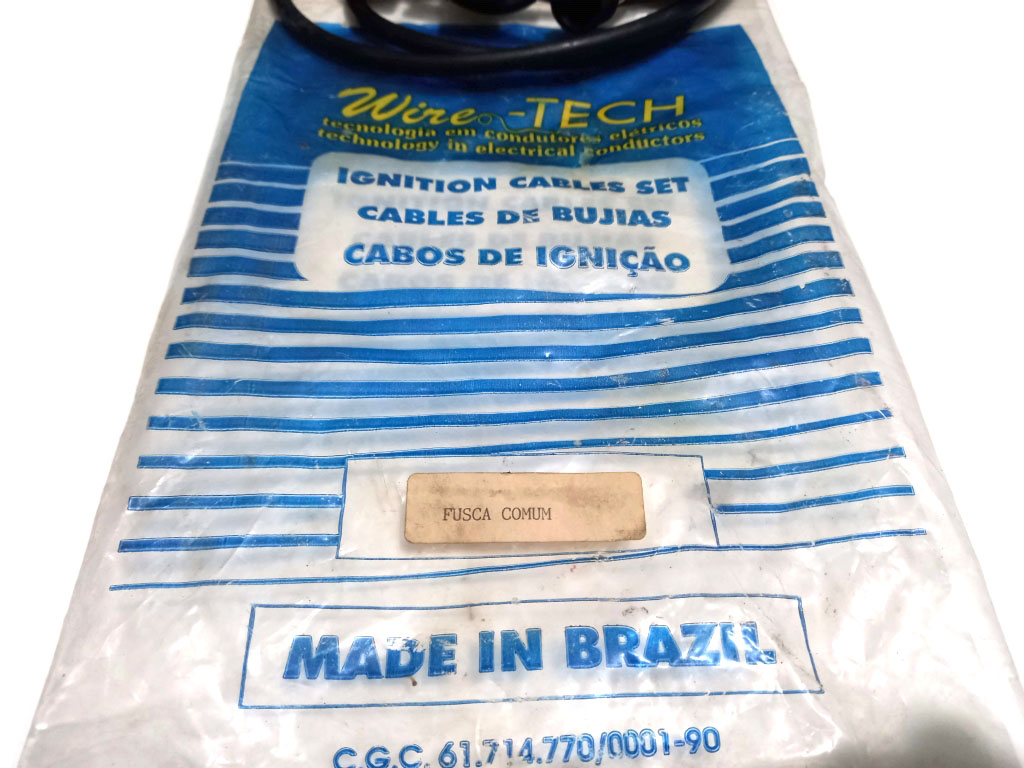 Wire-TECH
tecnologia em condutores elétricos
technology in electrical conductors
IGNITION CABLES SET
CABLES DE BUJIAS
CABOS DE IGNIÇÃO
FUSCA COMUM
MADE IN BRAZIL
C.G.C. 61.714.770/0001-90